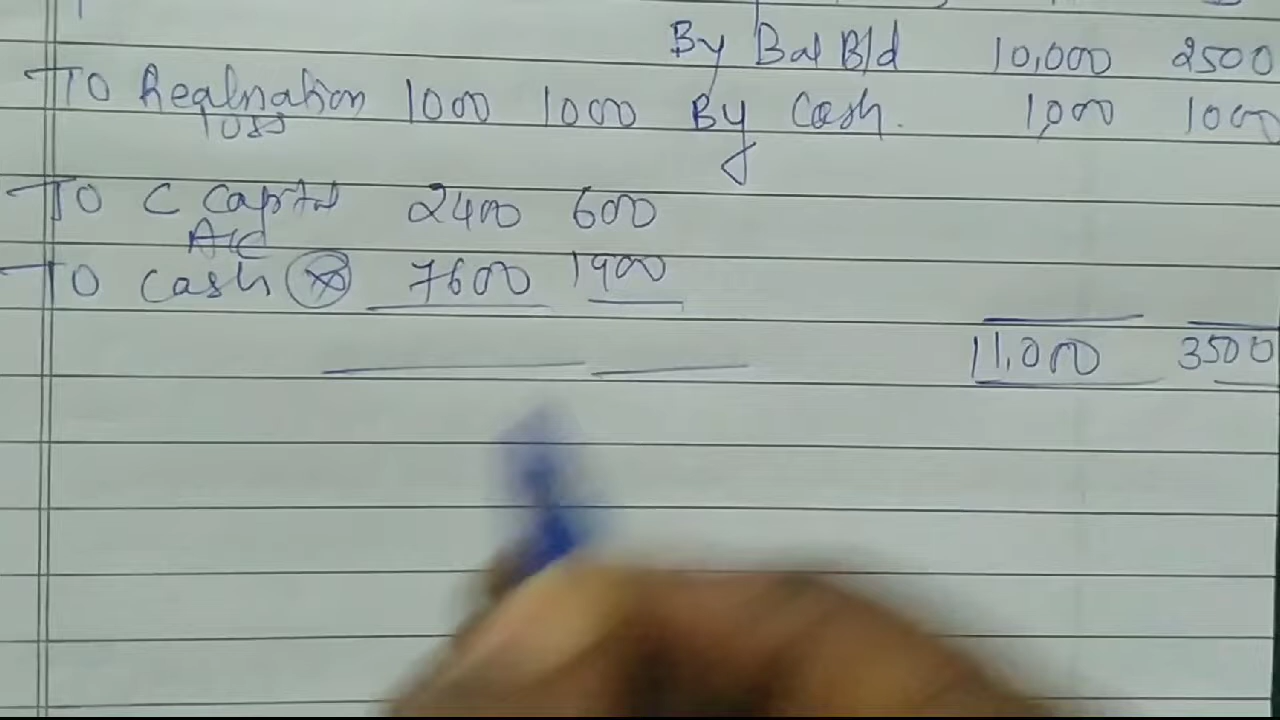 By Bal B/d 10,000 2500
TO Realisation 1000 1000 By Cash. 1,000 1000
loss
TO C Capital 2400 600
A/C
TO Cash 7600 1900
11,000 3500